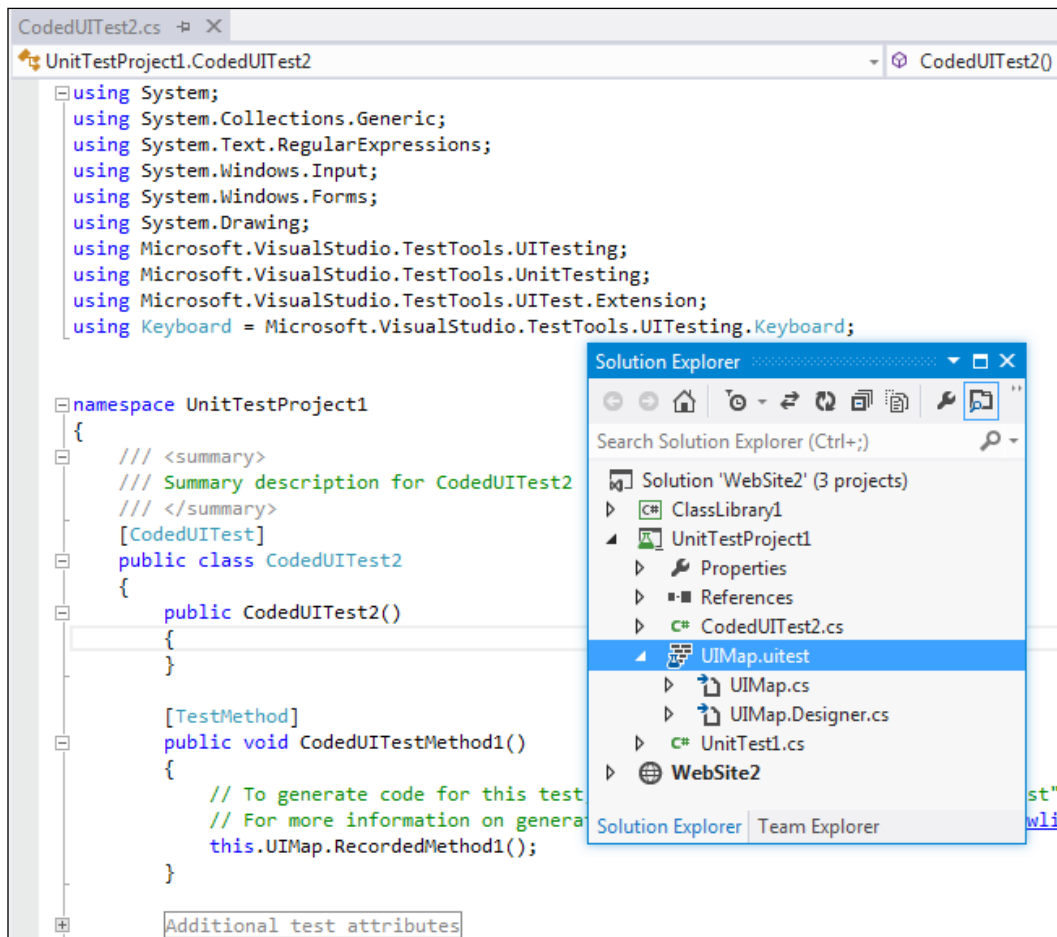 CodedUITest2.cs
UnitTestProject1.CodedUITest2 CodedUITest2()
using System;
using System.Collections.Generic;
using System.Text.RegularExpressions;
using System.Windows.Input;
using System.Windows.Forms;
using System.Drawing;
using Microsoft.VisualStudio.TestTools.UITesting;
using Microsoft.VisualStudio.TestTools.UnitTesting;
using Microsoft.VisualStudio.TestTools.UITest.Extension;
using Keyboard = Microsoft.VisualStudio.TestTools.UITesting.Keyboard;
namespace UnitTestProject1
{
/// <summary>
/// Summary description for CodedUITest2
/// </summary>
[CodedUITest]
public class CodedUITest2
{
public CodedUITest2()
{
}
[TestMethod]
public void CodedUITestMethod1()
{
// To generate code for this test st"
// For more information on genera wli
this.UIMap.RecordedMethod1();
}
Additional test attributes
Solution Explorer
Search Solution Explorer (Ctrl+;)
Solution 'WebSite2' (3 projects)
C# ClassLibrary1
UnitTestProject1
Properties
References
C# CodedUITest2.cs
UIMap.uitest
UIMap.cs
UIMap.Designer.cs
C# UnitTest1.cs
WebSite2
Solution Explorer Team Explorer